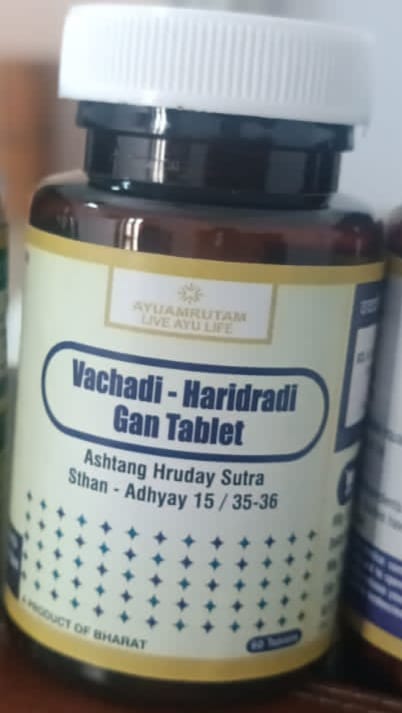 AYUAMRUTAM
LIVE AYU LIFE
Vachadi - Haridradi
Gan Tablet
Ashtang Hruday Sutra
Sthan - Adhyay 15 / 35-36
A PRODUCT OF BHARAT
60 Tablets